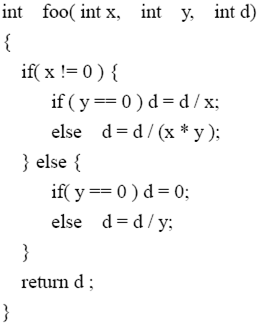 int foo( int x, int y, int d)
{
if( x != 0 ) {
if ( y == 0 ) d = d / x;
else d = d / (x * y );
} else {
if( y == 0 ) d = 0;
else d = d / y;
}
return d ;
}